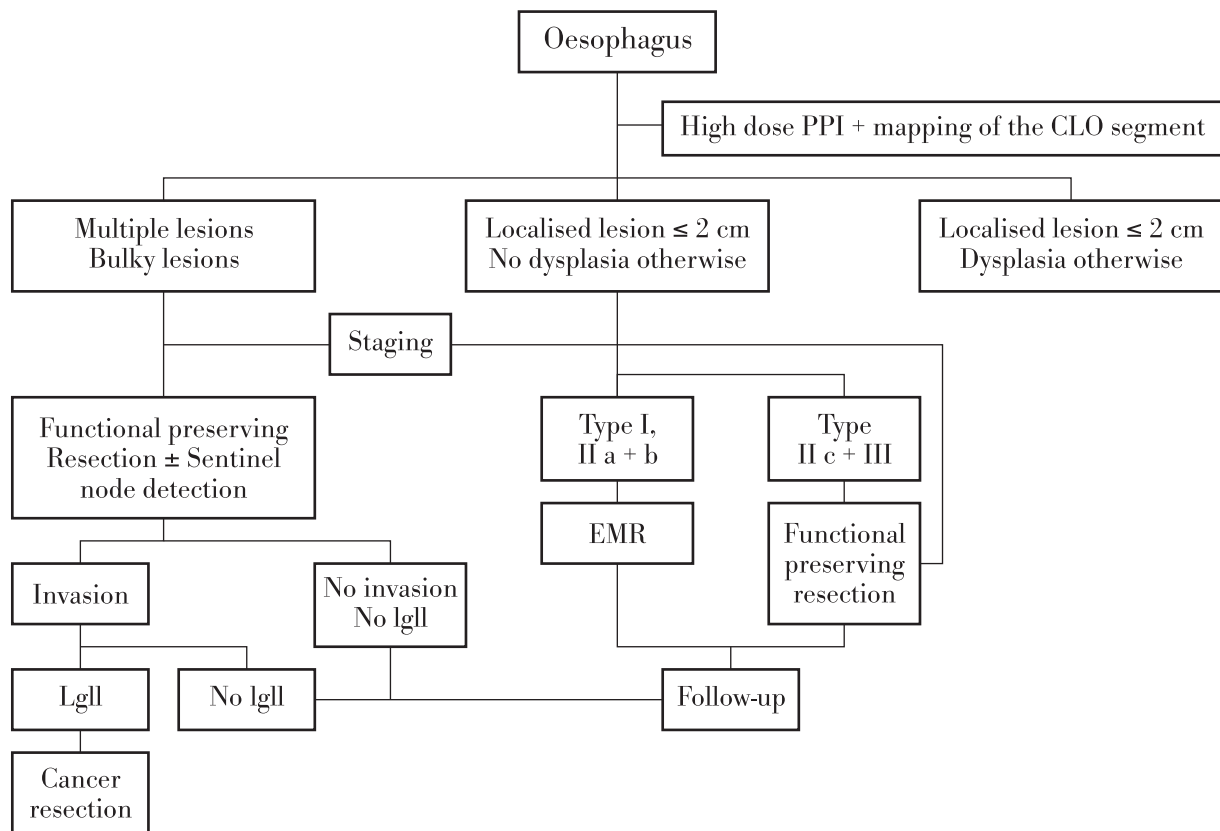 Oesophagus
High dose PPI + mapping of the CLO segment
Multiple lesions
Bulky lesions
Localised lesion ≤ 2 cm
No dysplasia otherwise
Localised lesion ≤ 2 cm
Dysplasia otherwise
Staging
Functional preserving
Resection ± Sentinel
node detection
Type I,
II a + b
Type
II c + III
EMR
Functional
preserving
resection
Invasion
No invasion
No lgll
Lgll
No lgll
Follow-up
Cancer
resection